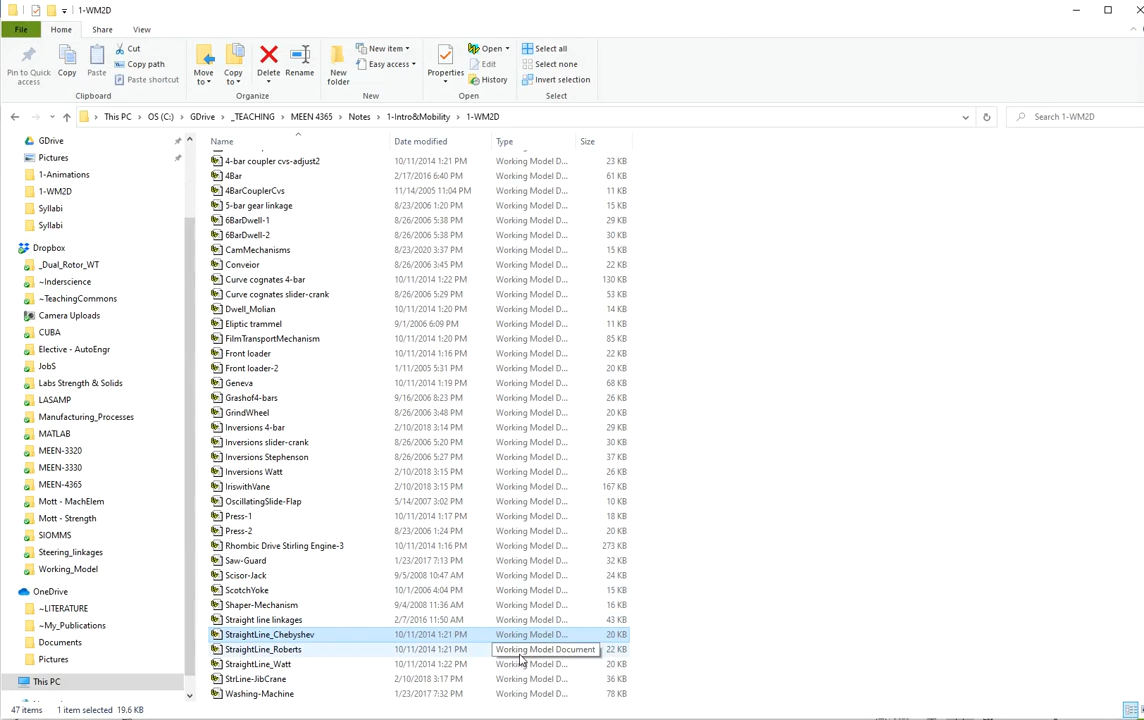 1-WM2D
File Home Share View
Pin to Quick access
Copy
Paste
Cut
Copy path
Paste shortcut
Move to
Copy to
Delete
Rename
New folder
New item
Easy access
Properties
Open
Edit
History
Select all
Select none
Invert selection
Clipboard Organize New Open Select
This PC > OS (C:) > GDrive > _TEACHING > MEEN 4365 > Notes > 1-Intro&Mobility > 1-WM2D
Search 1-WM2D
GDrive
Pictures
1-Animations
1-WM2D
Syllabi
Syllabi
Dropbox
_Dual_Rotor_WT
~Inderscience
~TeachingCommons
Camera Uploads
CUBA
Elective - AutoEngr
JobS
Labs Strength & Solids
LASAMP
Manufacturing_Processes
MATLAB
MEEN-3320
MEEN-3330
MEEN-4365
Mott - MachElem
Mott - Strength
SIOMMS
Steering_linkages
Working_Model
OneDrive
~LITERATURE
~My_Publications
Documents
Pictures
This PC
Name Date modified Type Size
4-bar coupler cvs-adjust2 10/11/2014 1:21 PM Working Model D... 23 KB
4Bar 2/17/2016 6:40 PM Working Model D... 61 KB
4BarCouplerCvs 11/14/2005 11:04 PM Working Model D... 11 KB
5-bar gear linkage 8/23/2006 1:20 PM Working Model D... 15 KB
6BarDwell-1 8/26/2006 5:38 PM Working Model D... 29 KB
6BarDwell-2 8/26/2006 5:38 PM Working Model D... 30 KB
CamMechanisms 8/23/2020 3:37 PM Working Model D... 15 KB
Conveior 8/26/2006 3:45 PM Working Model D... 22 KB
Curve cognates 4-bar 10/11/2014 1:22 PM Working Model D... 130 KB
Curve cognates slider-crank 8/26/2006 5:29 PM Working Model D... 53 KB
Dwell_Molian 10/11/2014 1:20 PM Working Model D... 14 KB
Eliptic trammel 9/1/2006 6:09 PM Working Model D... 11 KB
FilmTransportMechanism 10/11/2014 1:20 PM Working Model D... 85 KB
Front loader 10/11/2014 1:16 PM Working Model D... 22 KB
Front loader-2 1/11/2005 5:31 PM Working Model D... 20 KB
Geneva 10/11/2014 1:19 PM Working Model D... 68 KB
Grashof4-bars 9/16/2006 8:23 PM Working Model D... 26 KB
GrindWheel 8/26/2006 3:48 PM Working Model D... 20 KB
Inversions 4-bar 2/10/2018 3:14 PM Working Model D... 29 KB
Inversions slider-crank 8/26/2006 5:20 PM Working Model D... 30 KB
Inversions Stephenson 8/26/2006 5:27 PM Working Model D... 37 KB
Inversions Watt 2/10/2018 3:15 PM Working Model D... 26 KB
IriswithVane 2/10/2018 3:15 PM Working Model D... 167 KB
OscillatingSlide-Flap 5/14/2007 3:02 PM Working Model D... 10 KB
Press-1 10/11/2014 1:17 PM Working Model D... 18 KB
Press-2 8/23/2006 1:24 PM Working Model D... 20 KB
Rhombic Drive Stirling Engine-3 10/11/2014 1:16 PM Working Model D... 273 KB
Saw-Guard 1/23/2017 7:13 PM Working Model D... 32 KB
Scisor-Jack 9/5/2008 10:47 AM Working Model D... 24 KB
ScotchYoke 10/1/2006 4:04 PM Working Model D... 15 KB
Shaper-Mechanism 9/4/2008 11:36 AM Working Model D... 16 KB
Straight line linkages 2/7/2016 11:50 AM Working Model D... 43 KB
StraightLine_Chebyshev 10/11/2014 1:21 PM Working Model D... 20 KB
StraightLine_Roberts 10/11/2014 1:21 PM Working Model Document 22 KB
StraightLine_Watt 10/11/2014 1:22 PM Working Model D... 20 KB
StrLine-JibCrane 2/10/2018 3:17 PM Working Model D... 36 KB
Washing-Machine 1/23/2017 7:32 PM Working Model D... 78 KB
47 items 1 item selected 19.6 KB